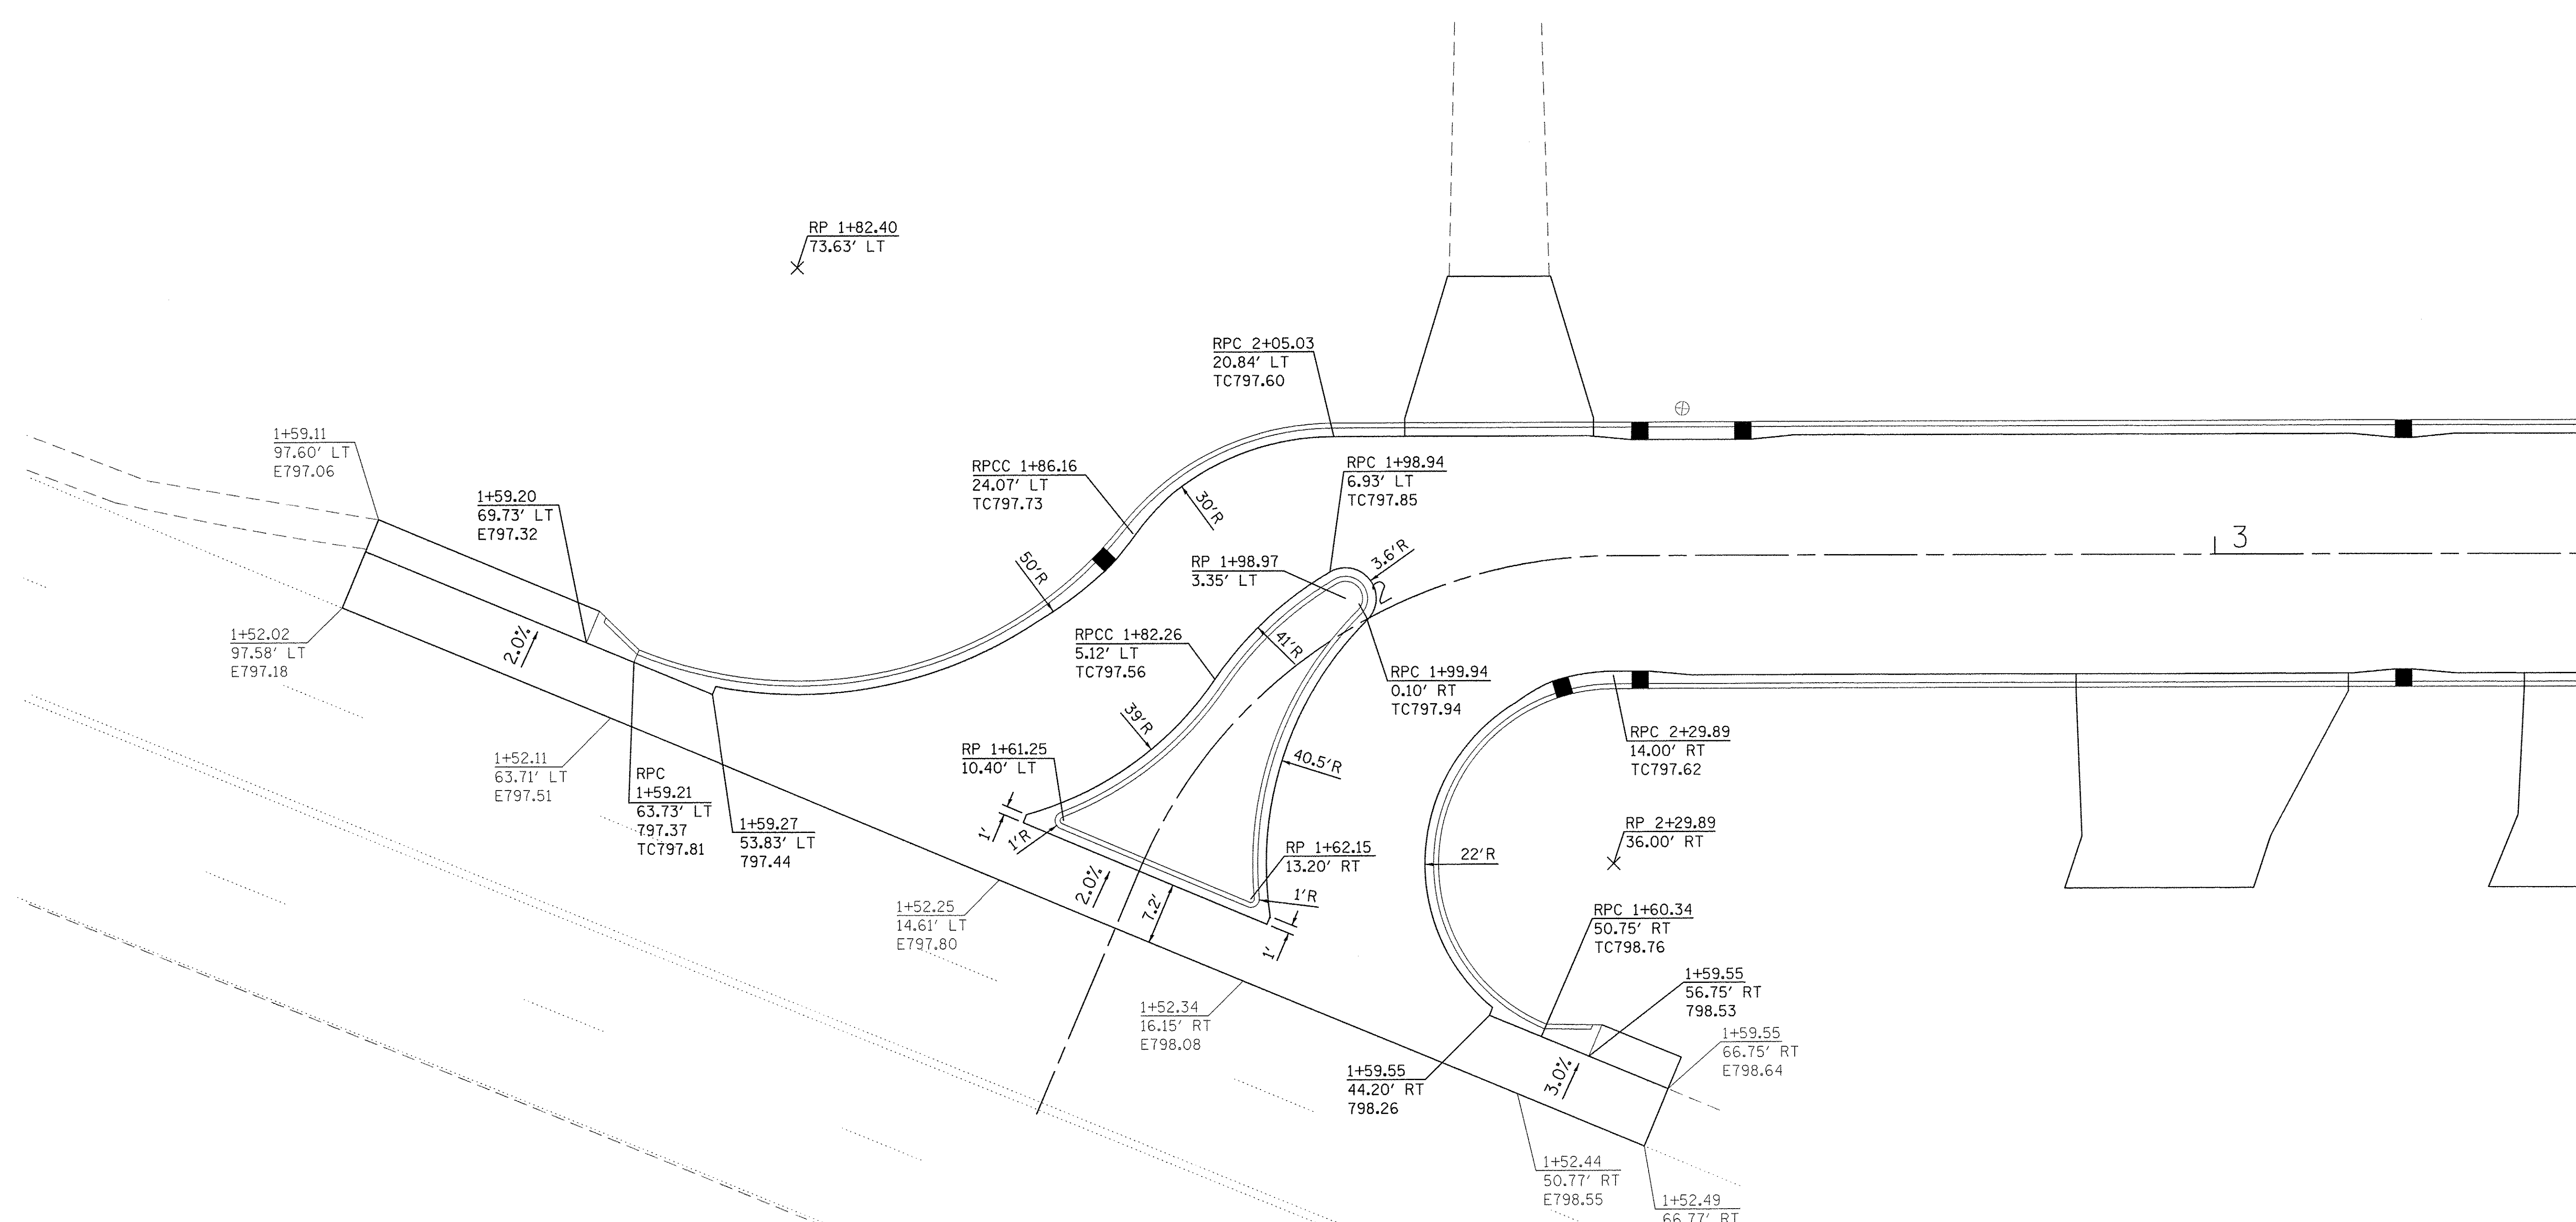 RP 1+82.40
73.63' LT
RPC 2+05.03
20.84' LT
TC797.60
1+59.11
97.60' LT
E797.06
1+59.20
69.73' LT
E797.32
RPCC 1+86.16
24.07' LT
TC797.73
RPC 1+98.94
6.93' LT
TC797.85
30'R
50'R
3.6'R
RP 1+98.97
3.35' LT
2
3
1+52.02
97.58' LT
E797.18
2.0%
RPCC 1+82.26
5.12' LT
TC797.56
41'R
RPC 1+99.94
0.10' RT
TC797.94
39'R
1+52.11
63.71' LT
E797.51
RPC
1+59.21
63.73' LT
797.37
TC797.81
1+59.27
53.83' LT
797.44
RP 1+61.25
10.40' LT
40.5'R
RPC 2+29.89
14.00' RT
TC797.62
1'
1'R
RP 1+62.15
13.20' RT
RP 2+29.89
36.00' RT
22'R
2.0%
7.2'
1'R
1'
1+52.25
14.61' LT
E797.80
RPC 1+60.34
50.75' RT
TC798.76
1+59.55
56.75' RT
798.53
1+52.34
16.15' RT
E798.08
1+59.55
66.75' RT
E798.64
1+59.55
44.20' RT
798.26
3.0%
1+52.44
50.77' RT
E798.55
1+52.49
66.77' RT